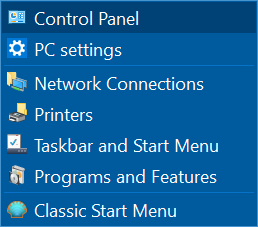 Control Panel
PC settings
Network Connections
Printers
Taskbar and Start Menu
Programs and Features
Classic Start Menu